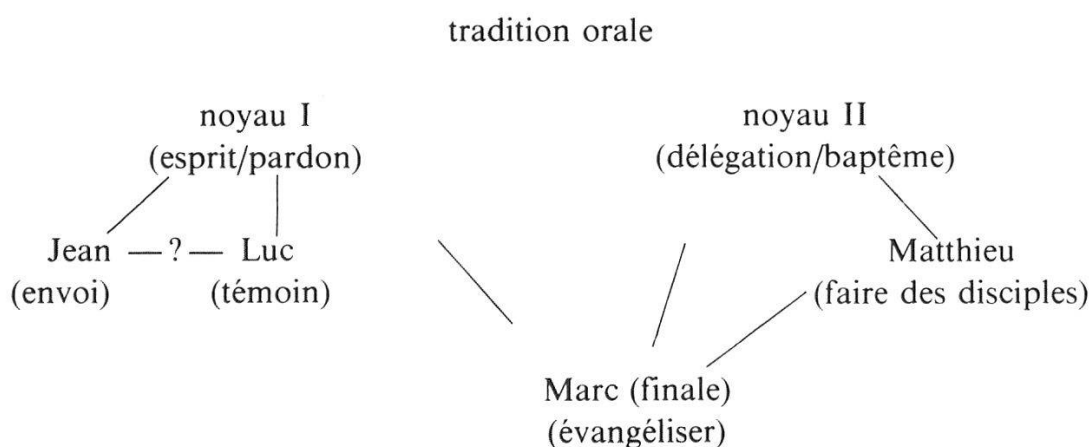 tradition orale
noyau I
(esprit/pardon)
noyau II
(délégation/baptême)
Jean — ? — Luc
(envoi) (témoin)
Matthieu
(faire des disciples)
Marc (finale)
(évangéliser)